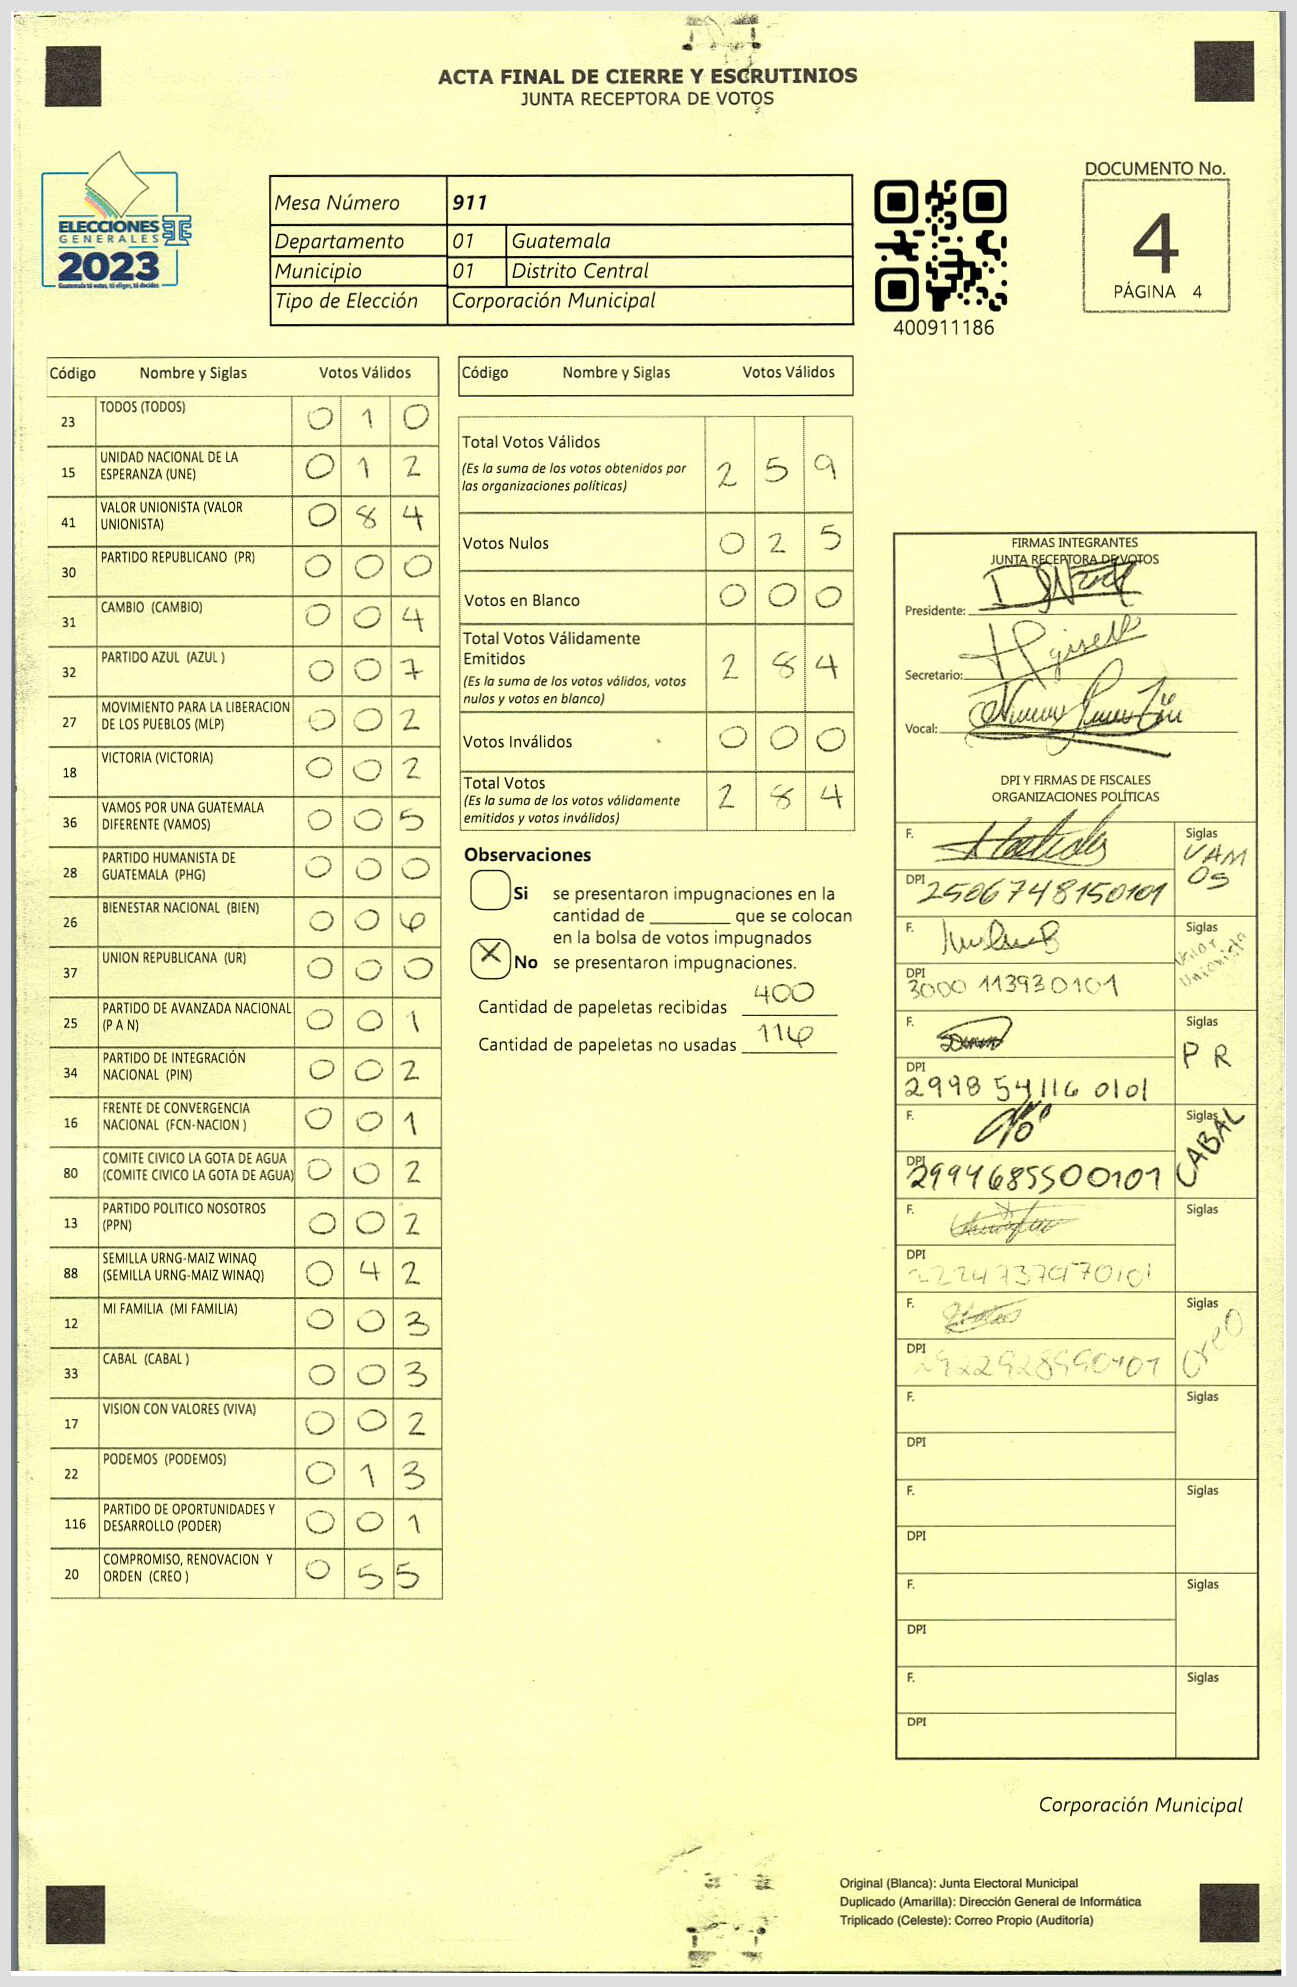 ACTA FINAL DE CIERRE Y ESCRUTINIOS
JUNTA RECEPTORA DE VOTOS
ELECCIONES
GENERALES
2023
Guatemala tú votas, tú eliges, tú decides
Mesa Número 911
Departamento 01 Guatemala
Municipio 01 Distrito Central
Tipo de Elección Corporación Municipal
400911186
DOCUMENTO No.
4
PÁGINA 4
Código Nombre y Siglas Votos Válidos
23 TODOS (TODOS) 0 1 0
15 UNIDAD NACIONAL DE LA
ESPERANZA (UNE) 0 1 2
41 VALOR UNIONISTA (VALOR
UNIONISTA) 0 8 4
30 PARTIDO REPUBLICANO (PR) 0 0 0
31 CAMBIO (CAMBIO) 0 0 4
32 PARTIDO AZUL (AZUL ) 0 0 7
27 MOVIMIENTO PARA LA LIBERACION
DE LOS PUEBLOS (MLP) 0 0 2
18 VICTORIA (VICTORIA) 0 0 2
36 VAMOS POR UNA GUATEMALA
DIFERENTE (VAMOS) 0 0 5
28 PARTIDO HUMANISTA DE
GUATEMALA (PHG) 0 0 0
26 BIENESTAR NACIONAL (BIEN) 0 0 6
37 UNION REPUBLICANA (UR) 0 0 0
25 PARTIDO DE AVANZADA NACIONAL
(P A N) 0 0 1
34 PARTIDO DE INTEGRACIÓN
NACIONAL (PIN) 0 0 2
16 FRENTE DE CONVERGENCIA
NACIONAL (FCN-NACION ) 0 0 1
80 COMITE CIVICO LA GOTA DE AGUA
(COMITE CIVICO LA GOTA DE AGUA) 0 0 2
13 PARTIDO POLITICO NOSOTROS
(PPN) 0 0 2
88 SEMILLA URNG-MAIZ WINAQ
(SEMILLA URNG-MAIZ WINAQ) 0 4 2
12 MI FAMILIA (MI FAMILIA) 0 0 3
33 CABAL (CABAL ) 0 0 3
17 VISION CON VALORES (VIVA) 0 0 2
22 PODEMOS (PODEMOS) 0 1 3
116 PARTIDO DE OPORTUNIDADES Y
DESARROLLO (PODER) 0 0 1
20 COMPROMISO, RENOVACION Y
ORDEN (CREO ) 0 5 5
Código Nombre y Siglas Votos Válidos
Total Votos Válidos 2 5 9
(Es la suma de los votos obtenidos por
las organizaciones políticas)
Votos Nulos 0 2 5
Votos en Blanco 0 0 0
Total Votos Válidamente
Emitidos 2 8 4
(Es la suma de los votos válidos, votos
nulos y votos en blanco)
Votos Inválidos 0 0 0
Total Votos 2 8 4
(Es la suma de los votos válidamente
emitidos y votos inválidos)
Observaciones
Si se presentaron impugnaciones en la
cantidad de que se colocan
en la bolsa de votos impugnados
X No se presentaron impugnaciones.
Cantidad de papeletas recibidas 400
Cantidad de papeletas no usadas 116
FIRMAS INTEGRANTES
JUNTA RECEPTORA DE VOTOS
Presidente:
Secretario:
Vocal:
DPI Y FIRMAS DE FISCALES
ORGANIZACIONES POLÍTICAS
F. Siglas
VAM
OS
DPI 2506748150101
F. Siglas
Valor
Unionista
DPI 3000 113930101
F. Siglas
PR
DPI 2998 54116 0101
F. Siglas
CABAL
DPI 2994685500101
F. Siglas
DPI
F. Siglas
CREO
DPI
F. Siglas
DPI
F. Siglas
DPI
F. Siglas
DPI
F. Siglas
DPI
Corporación Municipal
Original (Blanca): Junta Electoral Municipal
Duplicado (Amarilla): Dirección General de Informática
Triplicado (Celeste): Correo Propio (Auditoría)